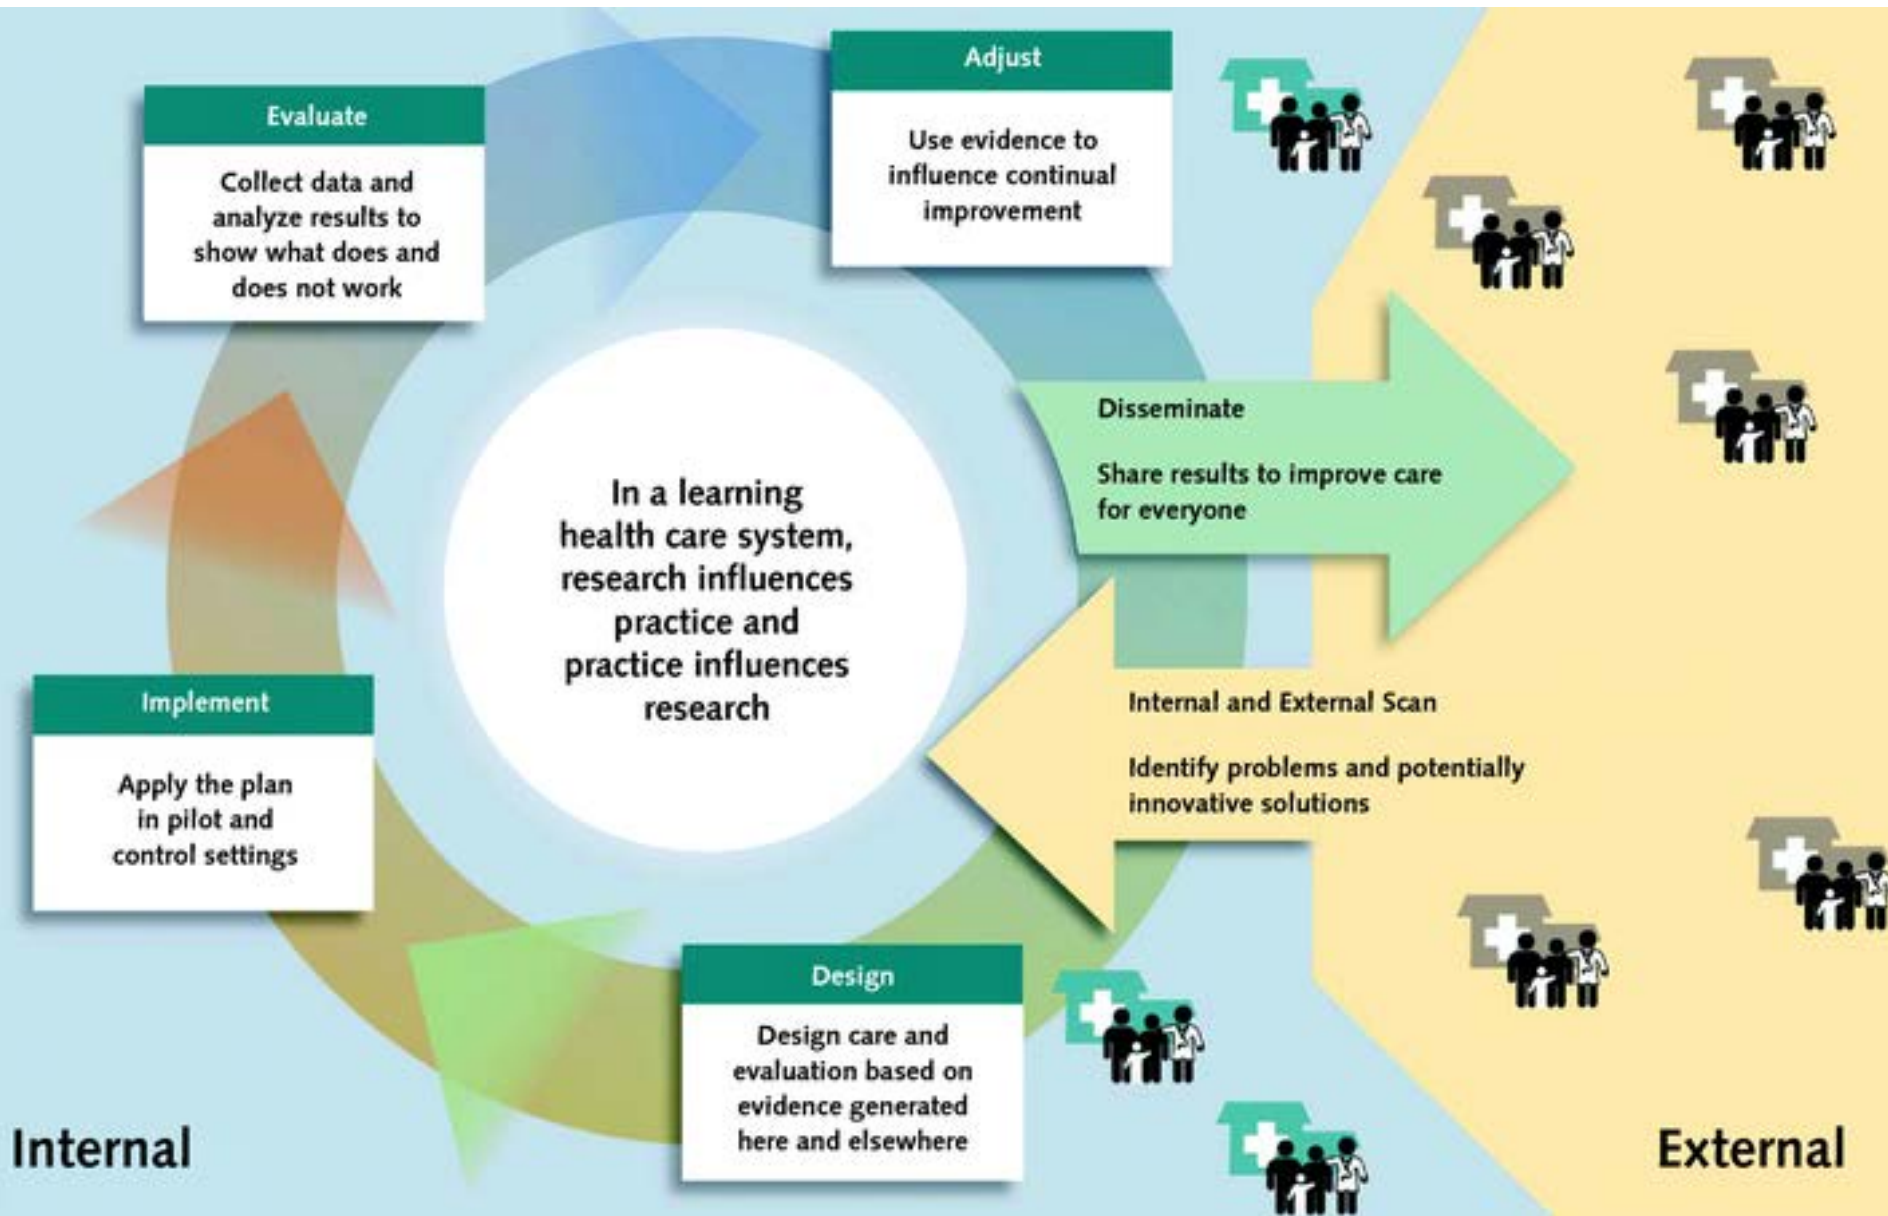 Adjust
Use evidence to
influence continual
improvement
Evaluate
Collect data and
analyze results to
show what does and
does not work
Disseminate
Share results to improve care
for everyone
In a learning
health care system,
research influences
practice and
practice influences
research
Internal and External Scan
Identify problems and potentially
innovative solutions
Implement
Apply the plan
in pilot and
control settings
Design
Design care and
evaluation based on
evidence generated
here and elsewhere
Internal
External